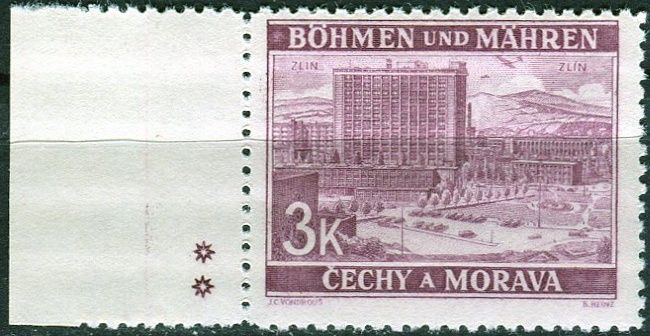 BÖHMEN UND MÄHREN
ZLIN ZLIN
3K
ČECHY A MORAVA
J.C. VONDROUŠ B. HEINZ